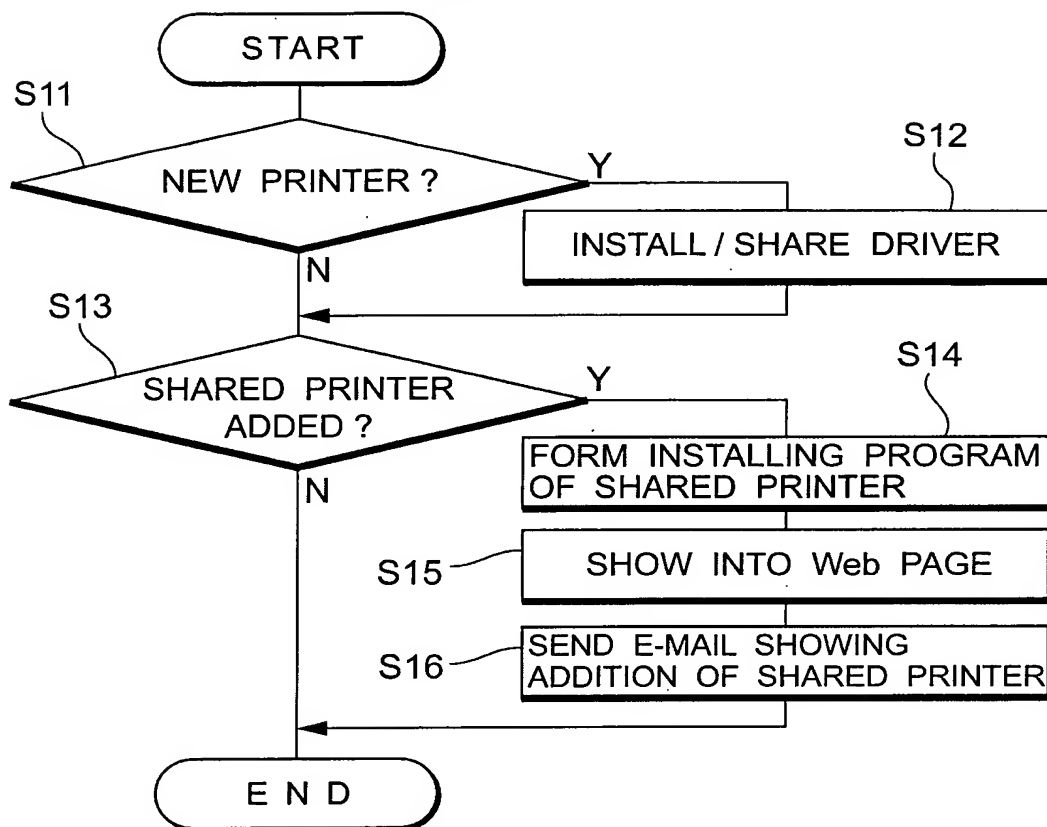 START
S11
NEW PRINTER ?
Y
S12
INSTALL / SHARE DRIVER
N
S13
SHARED PRINTER
ADDED ?
Y
S14
FORM INSTALLING PROGRAM
OF SHARED PRINTER
N
S15
SHOW INTO Web PAGE
S16
SEND E-MAIL SHOWING
ADDITION OF SHARED PRINTER
END